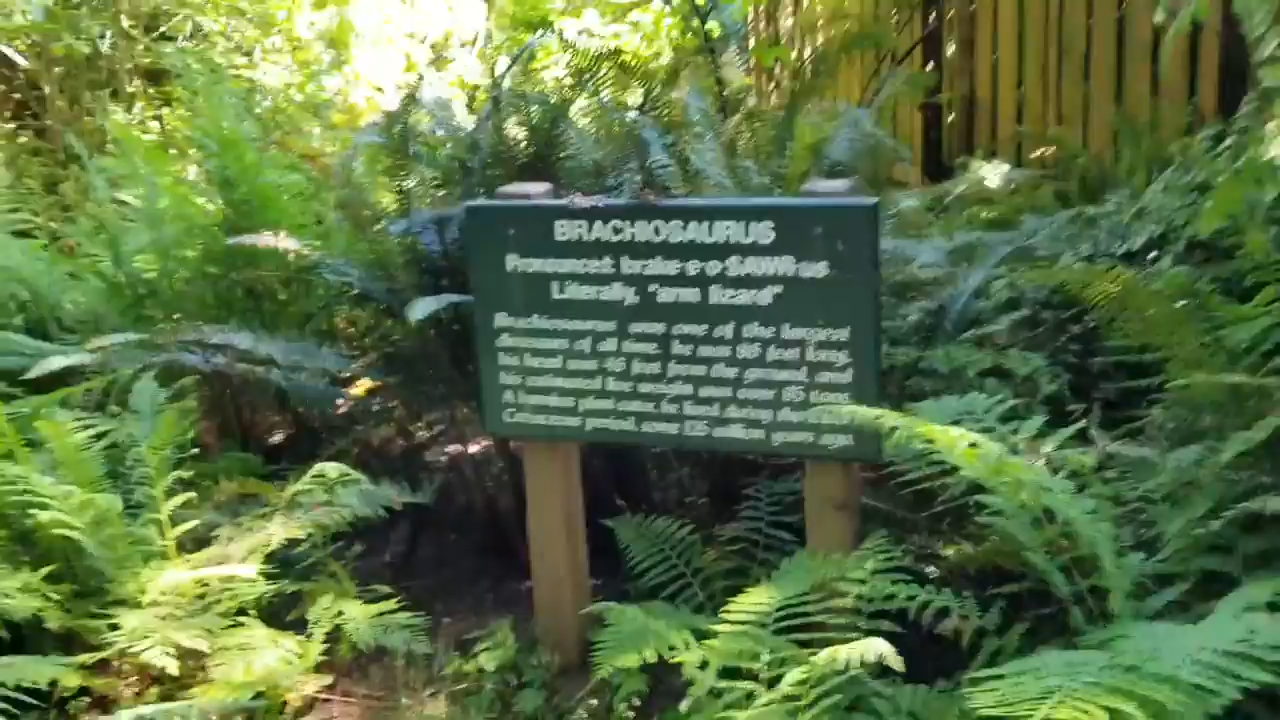 BRACHIOSAURUS
Pronounced: brake-e-o-SAWR-us
Literally, "arm lizard"
Brachiosaurus was one of the largest
dinosaurs of all time. he was 85 feet long,
his head was 45 feet from the ground, and
his estimated live weight was over 85 tons.
A luxurious plant-eater, he lived during the
Cretaceous period, some 125 million years ago.